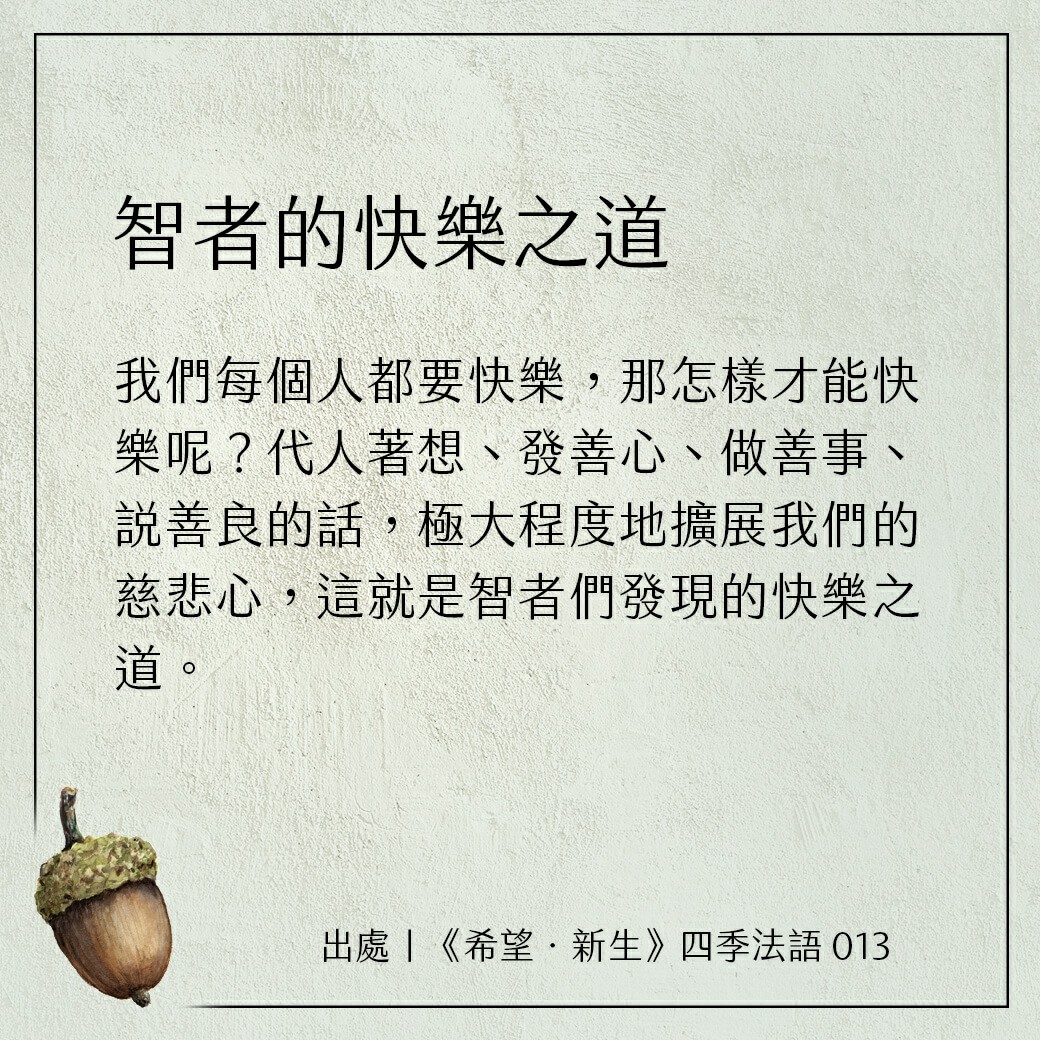 智者的快樂之道
我們每個人都要快樂，那怎樣才能快
樂呢？代人著想、發善心、做善事、
説善良的話，極大程度地擴展我們的
慈悲心，這就是智者們發現的快樂之
道。
出處｜《希望．新生》四季法語 013